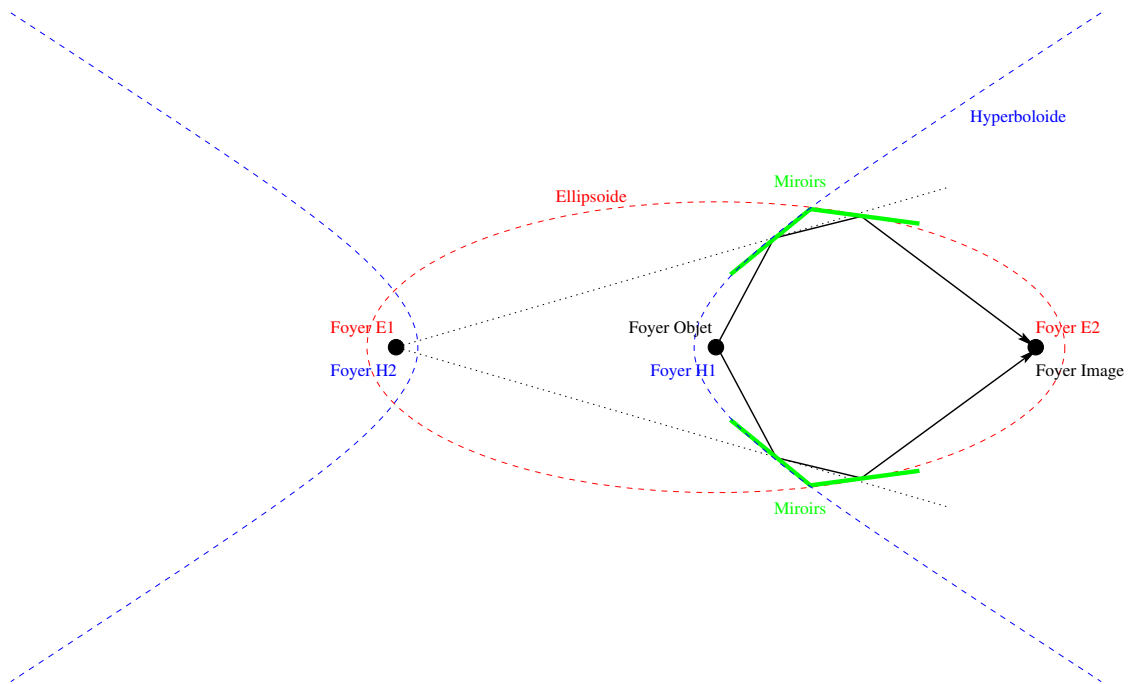 Hyperboloide
Miroirs
Ellipsoide
Foyer E1
Foyer Objet
Foyer E2
Foyer H2
Foyer H1
Foyer Image
Miroirs